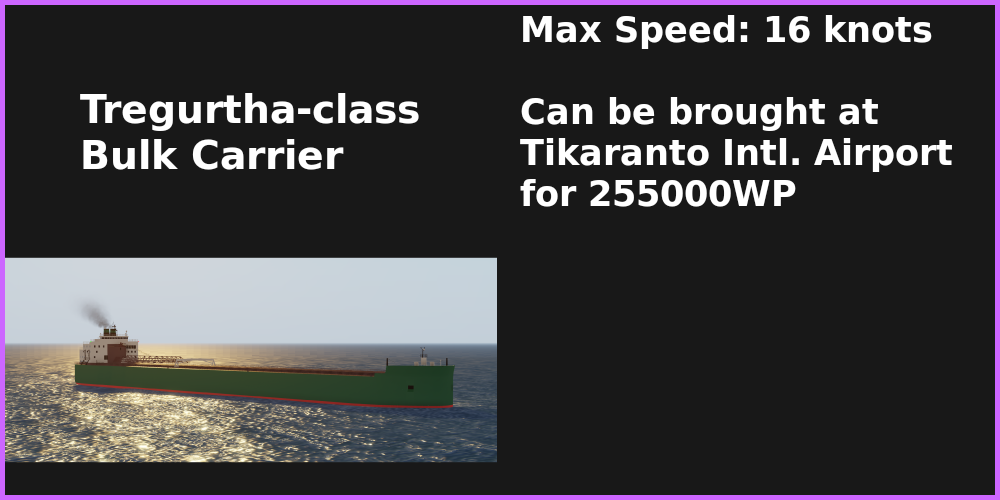 Tregurtha-class
Bulk Carrier
Max Speed: 16 knots
Can be brought at
Tikaranto Intl. Airport
for 255000WP